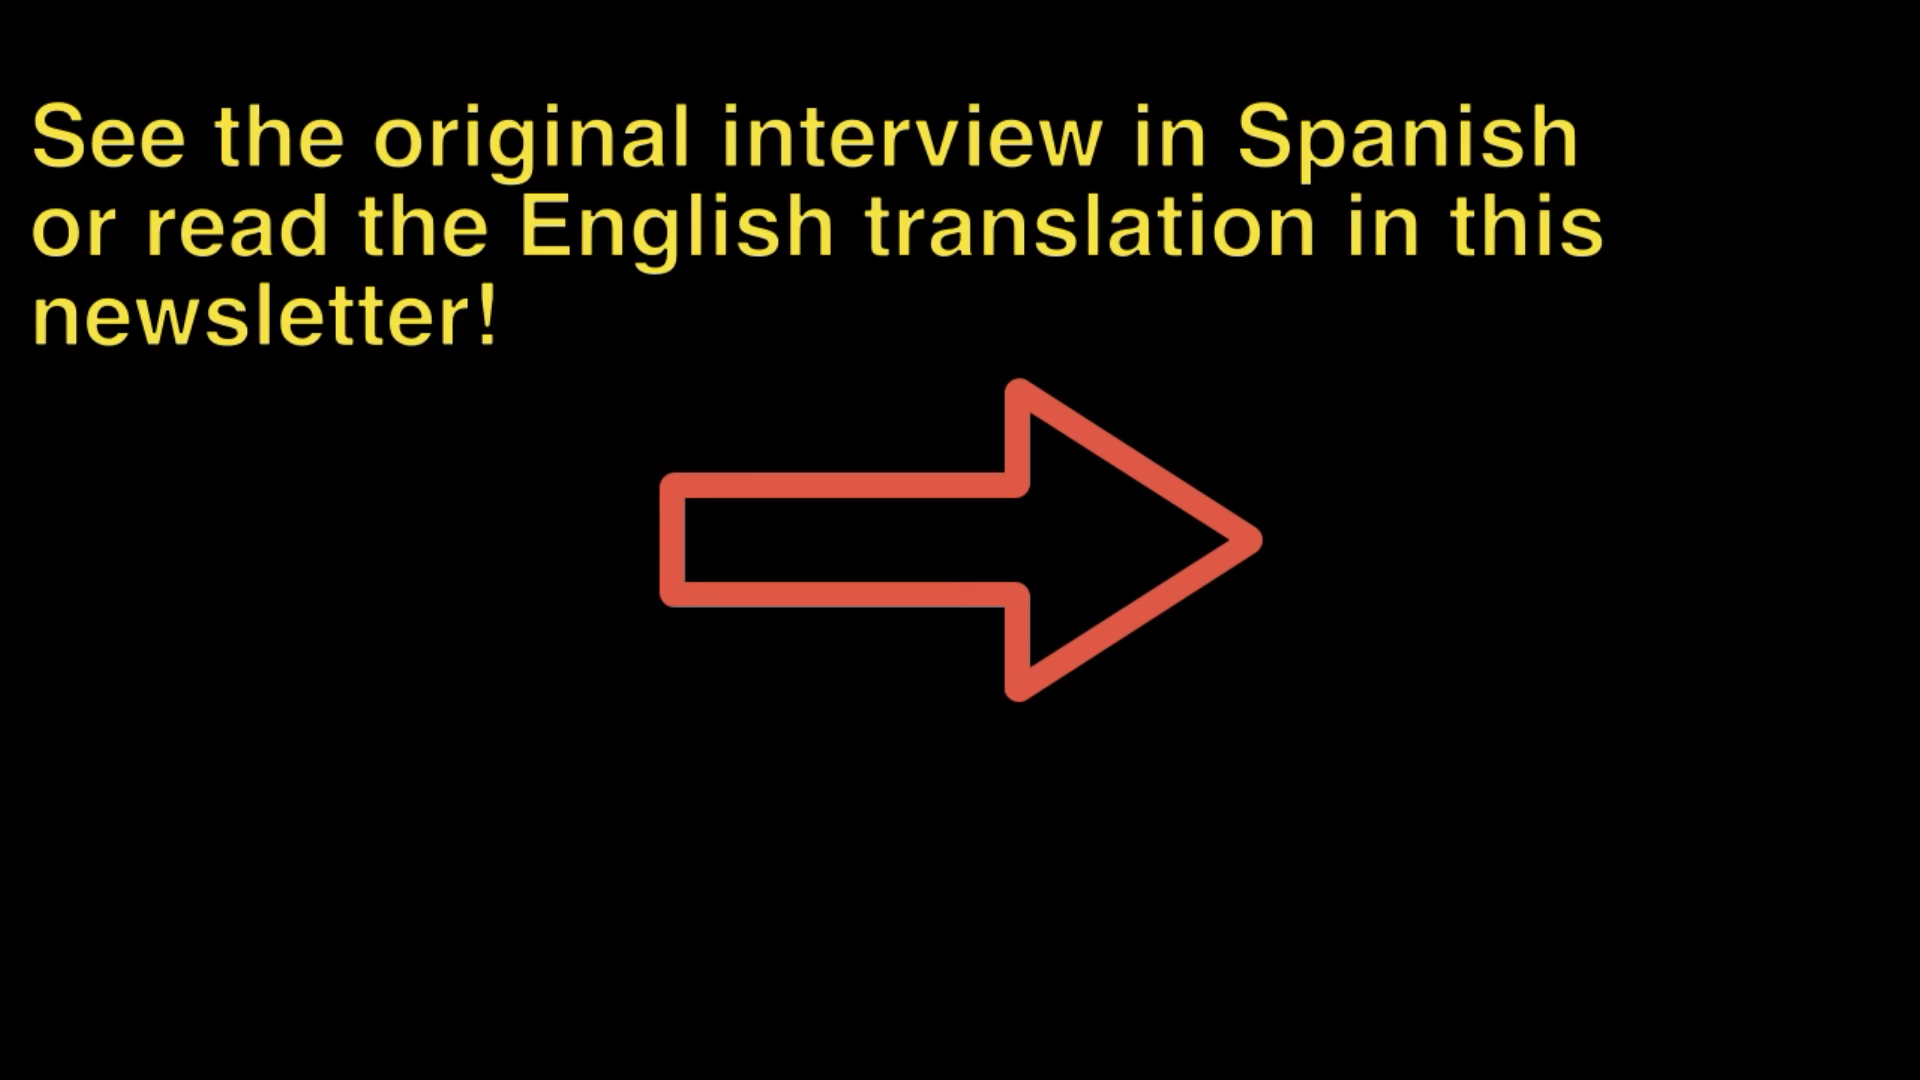 See the original interview in Spanish
or read the English translation in this
newsletter!